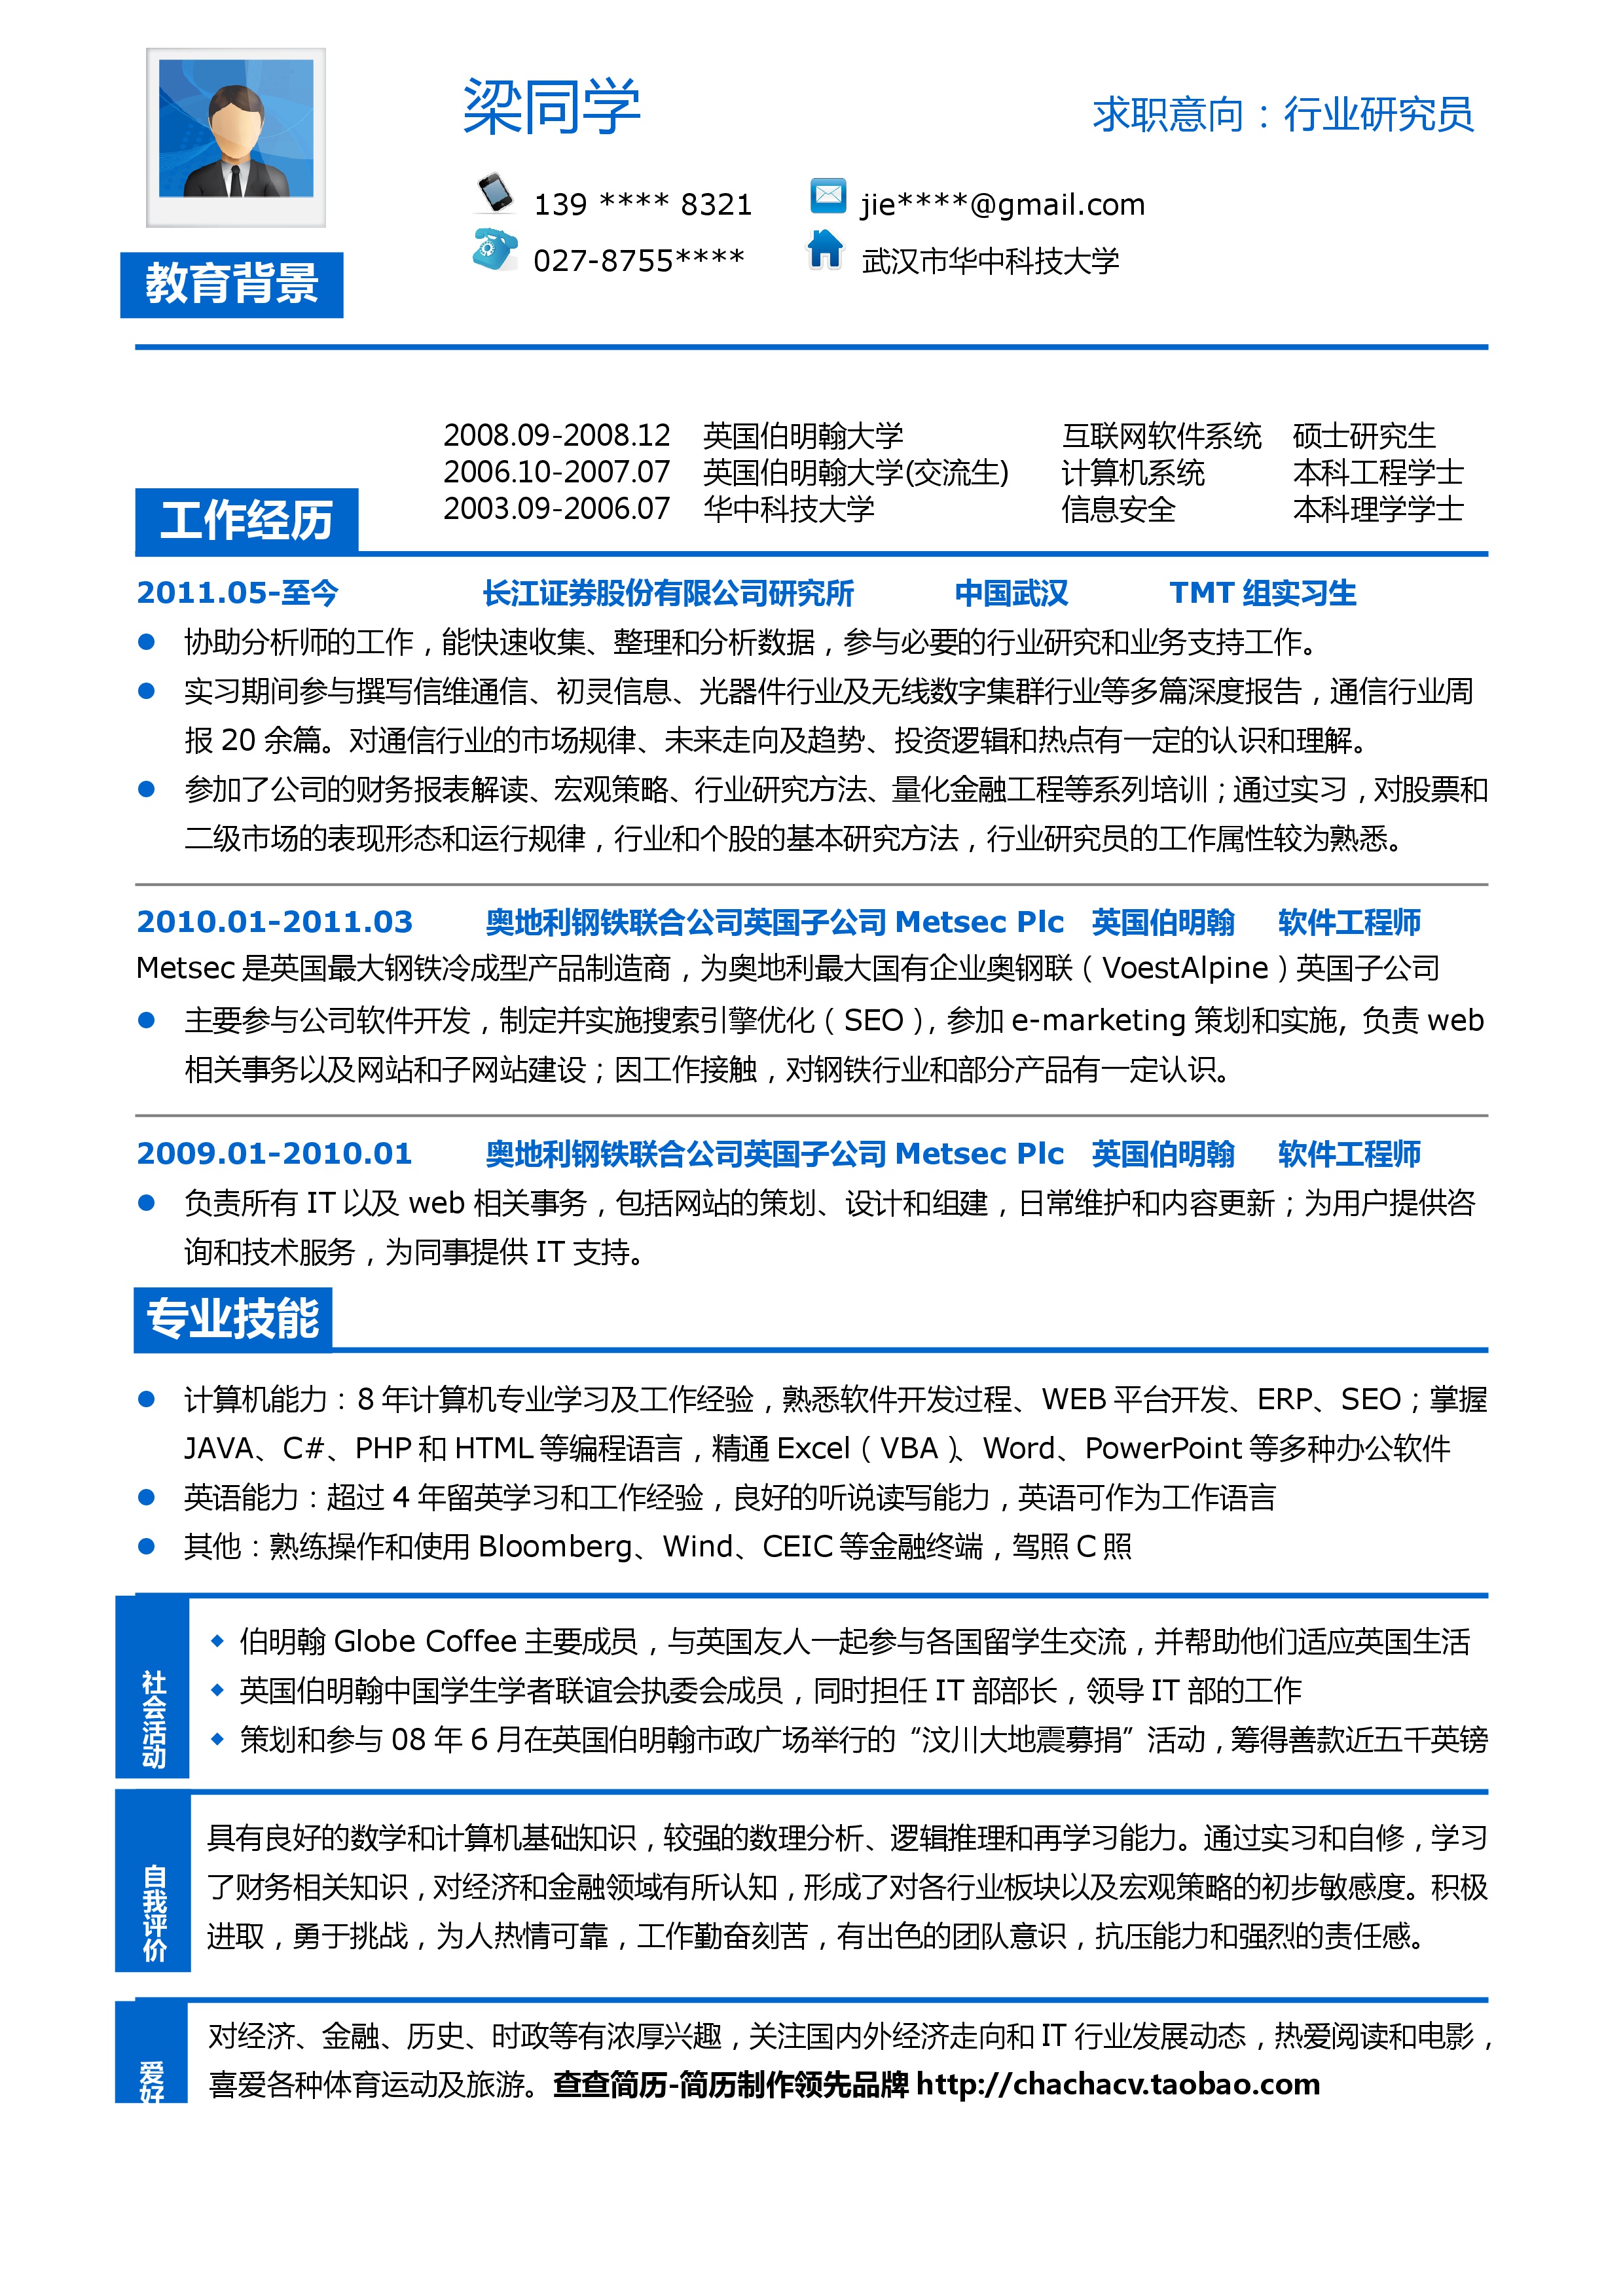 梁同学
求职意向：行业研究员
139 **** 8321
jie****@gmail.com
027-8755****
武汉市华中科技大学
教育背景
2008.09-2008.12 英国伯明翰大学 互联网软件系统 硕士研究生
2006.10-2007.07 英国伯明翰大学(交流生) 计算机系统 本科工程学士
2003.09-2006.07 华中科技大学 信息安全 本科理学学士
工作经历
2011.05-至今 长江证券股份有限公司研究所 中国武汉 TMT 组实习生
● 协助分析师的工作，能快速收集、整理和分析数据，参与必要的行业研究和业务支持工作。
● 实习期间参与撰写信维通信、初灵信息、光器件行业及无线数字集群行业等多篇深度报告，通信行业周
报 20 余篇。对通信行业的市场规律、未来走向及趋势、投资逻辑和热点有一定的认识和理解。
● 参加了公司的财务报表解读、宏观策略、行业研究方法、量化金融工程等系列培训；通过实习，对股票和
二级市场的表现形态和运行规律，行业和个股的基本研究方法，行业研究员的工作属性较为熟悉。
2010.01-2011.03 奥地利钢铁联合公司英国子公司 Metsec Plc 英国伯明翰 软件工程师
Metsec 是英国最大钢铁冷成型产品制造商，为奥地利最大国有企业奥钢联（VoestAlpine）英国子公司
● 主要参与公司软件开发，制定并实施搜索引擎优化（SEO），参加 e-marketing 策划和实施, 负责 web
相关事务以及网站和子网站建设；因工作接触，对钢铁行业和部分产品有一定认识。
2009.01-2010.01 奥地利钢铁联合公司英国子公司 Metsec Plc 英国伯明翰 软件工程师
● 负责所有 IT 以及 web 相关事务，包括网站的策划、设计和组建，日常维护和内容更新；为用户提供咨
询和技术服务，为同事提供 IT 支持。
专业技能
● 计算机能力：8 年计算机专业学习及工作经验，熟悉软件开发过程、WEB 平台开发、ERP、SEO；掌握
JAVA、C#、PHP 和 HTML 等编程语言，精通 Excel（VBA）、Word、PowerPoint 等多种办公软件
● 英语能力：超过 4 年留英学习和工作经验，良好的听说读写能力，英语可作为工作语言
● 其他：熟练操作和使用 Bloomberg、Wind、CEIC 等金融终端，驾照 C 照
社会活动
◆ 伯明翰 Globe Coffee 主要成员，与英国友人一起参与各国留学生交流，并帮助他们适应英国生活
◆ 英国伯明翰中国学生学者联谊会执委会成员，同时担任 IT 部部长，领导 IT 部的工作
◆ 策划和参与 08 年 6 月在英国伯明翰市政广场举行的“汶川大地震募捐”活动，筹得善款近五千英镑
自我评价
具有良好的数学和计算机基础知识，较强的数理分析、逻辑推理和再学习能力。通过实习和自修，学习
了财务相关知识，对经济和金融领域有所认知，形成了对各行业板块以及宏观策略的初步敏感度。积极
进取，勇于挑战，为人热情可靠，工作勤奋刻苦，有出色的团队意识，抗压能力和强烈的责任感。
爱好
对经济、金融、历史、时政等有浓厚兴趣，关注国内外经济走向和 IT 行业发展动态，热爱阅读和电影，
喜爱各种体育运动及旅游。查查简历-简历制作领先品牌 http://chachacv.taobao.com